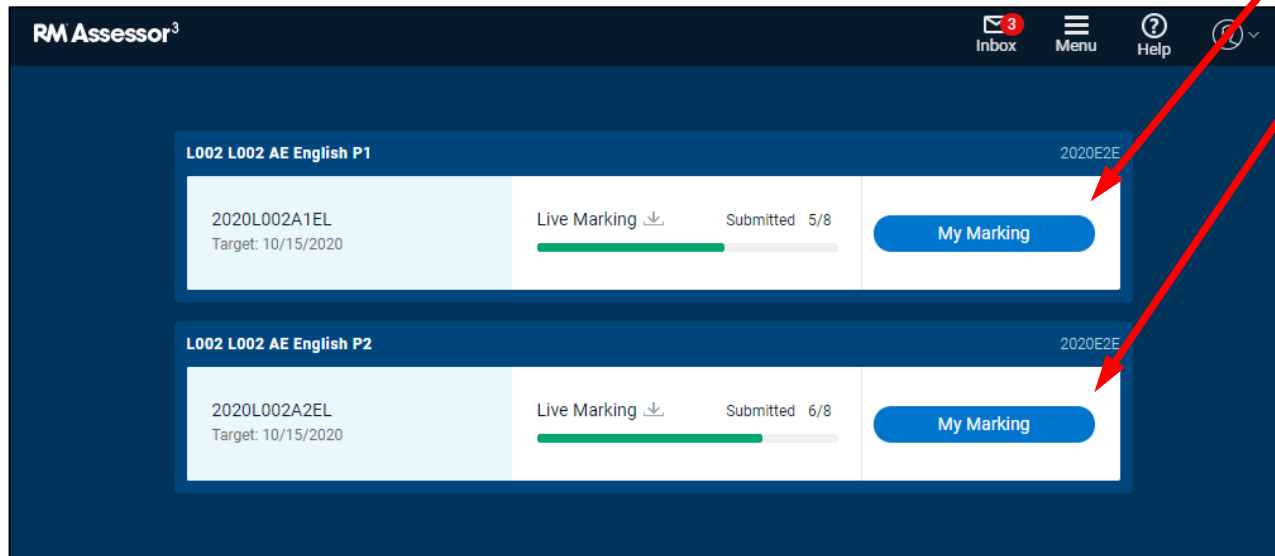 RM Assessor3
3
Inbox Menu Help
L002 L002 AE English P1 2020E2E
2020L002A1EL Live Marking Submitted 5/8 My Marking
Target: 10/15/2020
L002 L002 AE English P2 2020E2E
2020L002A2EL Live Marking Submitted 6/8 My Marking
Target: 10/15/2020